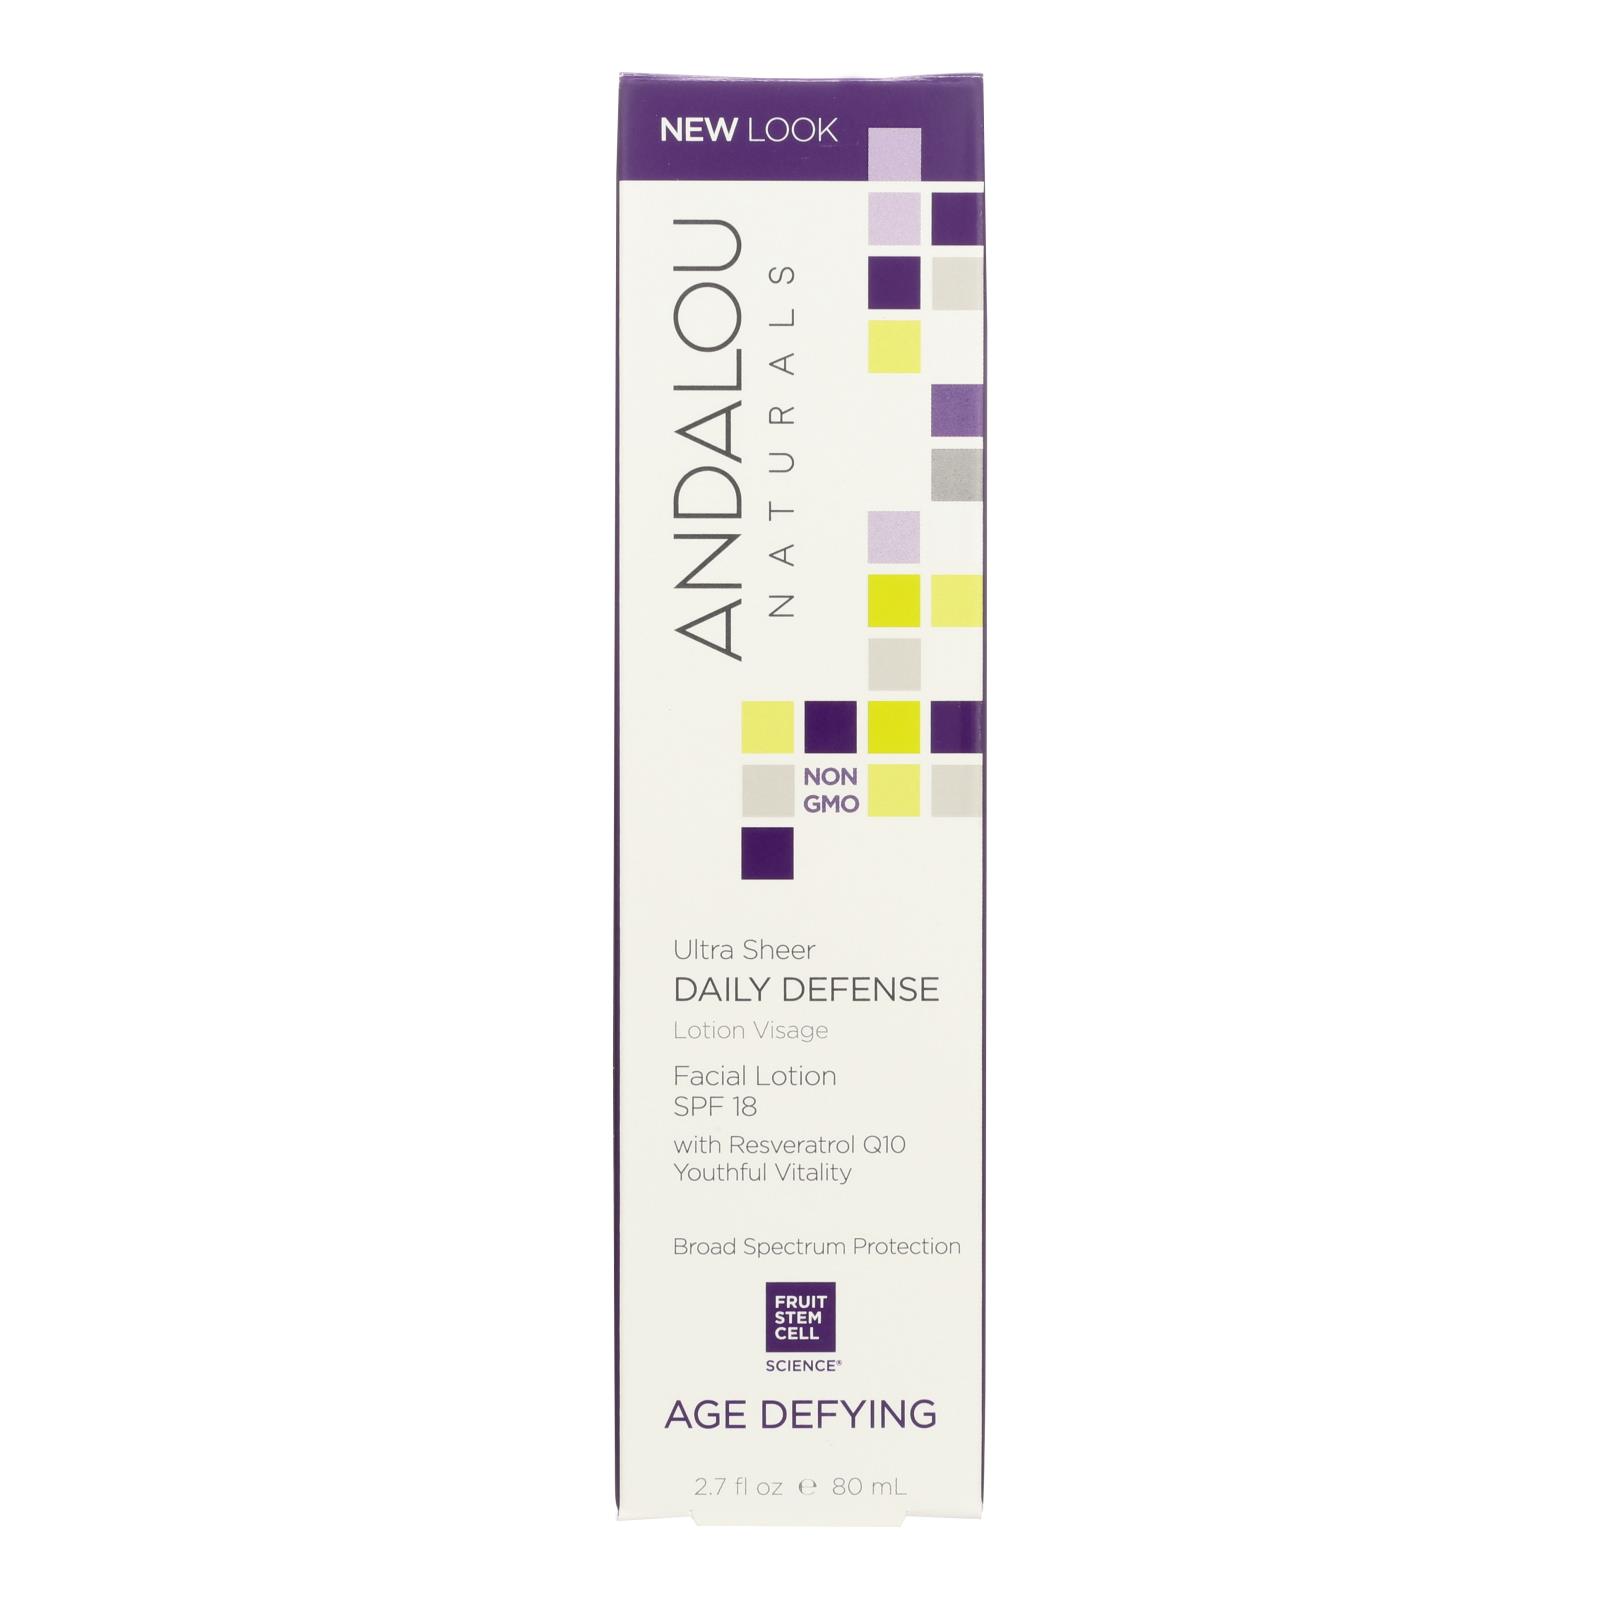 NEW LOOK
ANDALOU
NATURALS
NON
GMO
Ultra Sheer
DAILY DEFENSE
Lotion Visage
Facial Lotion
SPF 18
with Resveratrol Q10
Youthful Vitality
Broad Spectrum Protection
FRUIT
STEM
CELL
SCIENCE®
AGE DEFYING
2.7 fl oz ℮ 80 mL